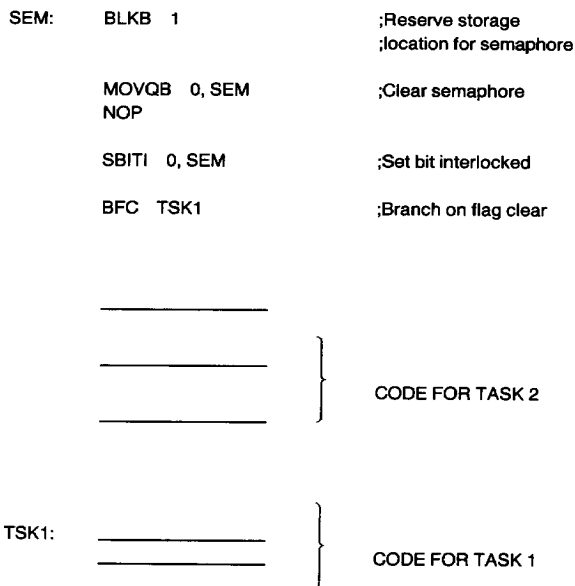 SEM: BLKB 1 ;Reserve storage
;location for semaphore
MOVQB 0, SEM ;Clear semaphore
NOP
SBITI 0, SEM ;Set bit interlocked
BFC TSK1 ;Branch on flag clear
CODE FOR TASK 2
TSK1:
CODE FOR TASK 1